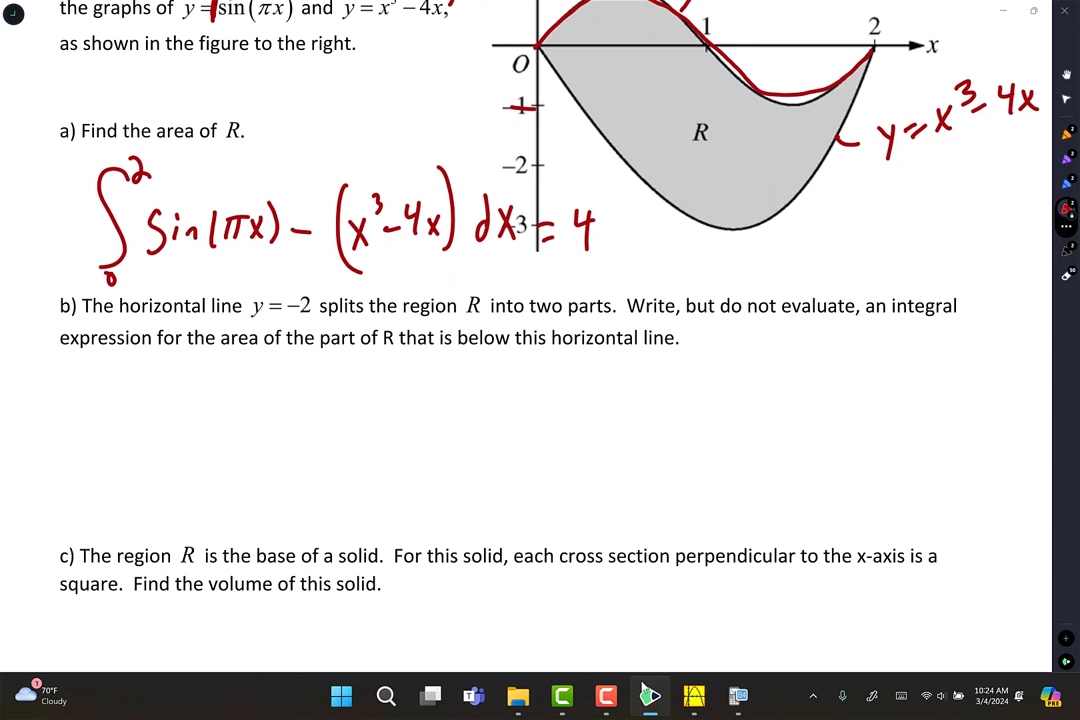 the graphs of y = sin(πx) and y = x³ − 4x,
as shown in the figure to the right.
1
2
x
O
−1
y = x³ − 4x
a) Find the area of R.
R
−2
∫₀² sin(πx) − (x³ − 4x) dx = 4
−3
b) The horizontal line y = −2 splits the region R into two parts. Write, but do not evaluate, an integral
expression for the area of the part of R that is below this horizontal line.
c) The region R is the base of a solid. For this solid, each cross section perpendicular to the x-axis is a
square. Find the volume of this solid.
1
70°F
Cloudy
10:24 AM
3/4/2024
PRE